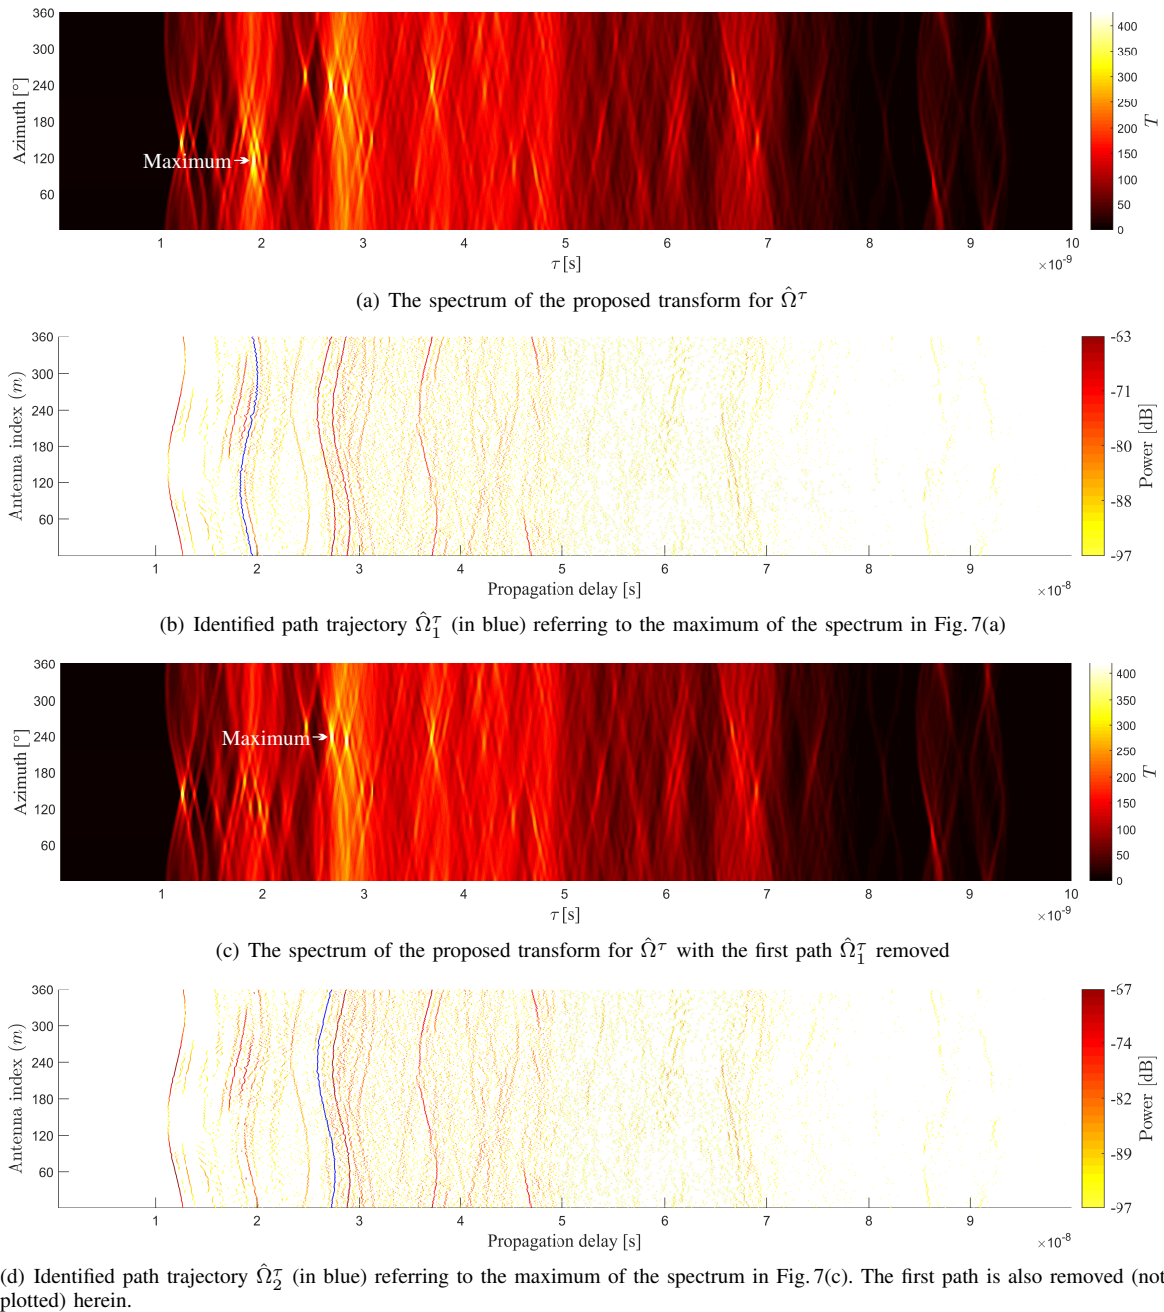 360
300
240
180
120
60
Azimuth [°]
Maximum
1 2 3 4 5 6 7 8 9 10
τ [s]
×10⁻⁹
400
350
300
250
200
150
100
50
0
T
(a) The spectrum of the proposed transform for Ω̂^τ
360
300
240
180
120
60
Antenna index (m)
1 2 3 4 5 6 7 8 9 10
Propagation delay [s]
×10⁻⁸
-63
-71
-80
-88
-97
Power [dB]
(b) Identified path trajectory Ω̂₁^τ (in blue) referring to the maximum of the spectrum in Fig. 7(a)
360
300
240
180
120
60
Azimuth [°]
Maximum
1 2 3 4 5 6 7 8 9 10
τ [s]
×10⁻⁹
400
350
300
250
200
150
100
50
0
T
(c) The spectrum of the proposed transform for Ω̂^τ with the first path Ω̂₁^τ removed
360
300
240
180
120
60
Antenna index (m)
1 2 3 4 5 6 7 8 9 10
Propagation delay [s]
×10⁻⁸
-67
-74
-82
-89
-97
Power [dB]
(d) Identified path trajectory Ω̂₂^τ (in blue) referring to the maximum of the spectrum in Fig. 7(c). The first path is also removed (not
plotted) herein.